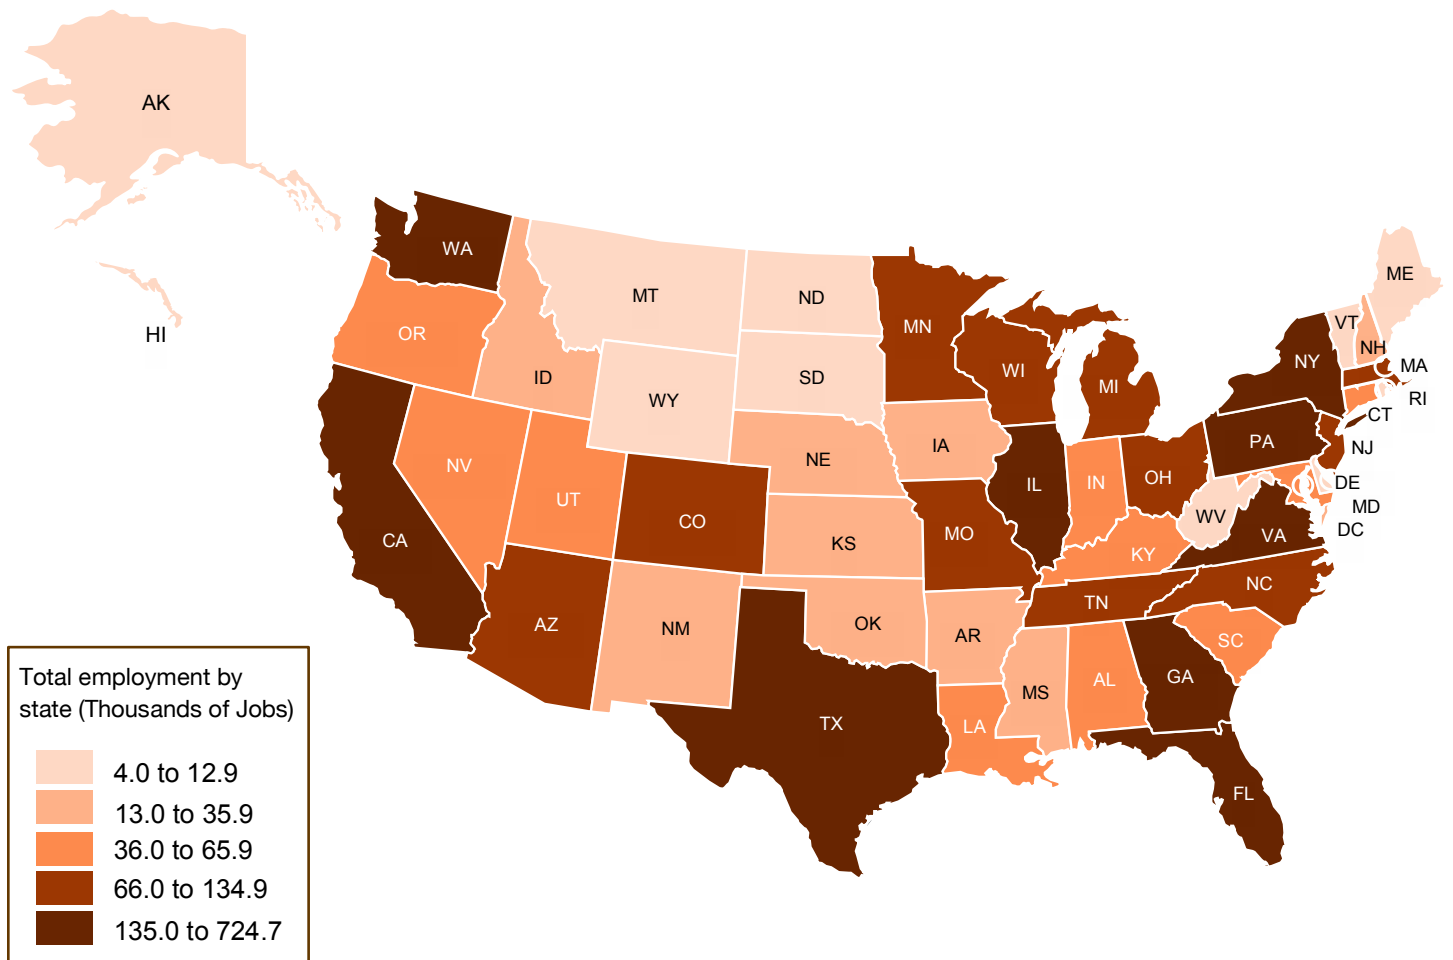 AK
HI
WA
MT
ND
MN
ME
VT
NH
OR
ID
SD
WI
MI
NY
MA
RI
CT
WY
NE
IA
PA
NJ
NV
UT
CO
IL
IN
OH
DE
MD
DC
WV
VA
CA
KS
MO
KY
NC
AZ
NM
OK
AR
TN
SC
MS
AL
GA
TX
LA
FL
Total employment by
state (Thousands of Jobs)
4.0 to 12.9
13.0 to 35.9
36.0 to 65.9
66.0 to 134.9
135.0 to 724.7